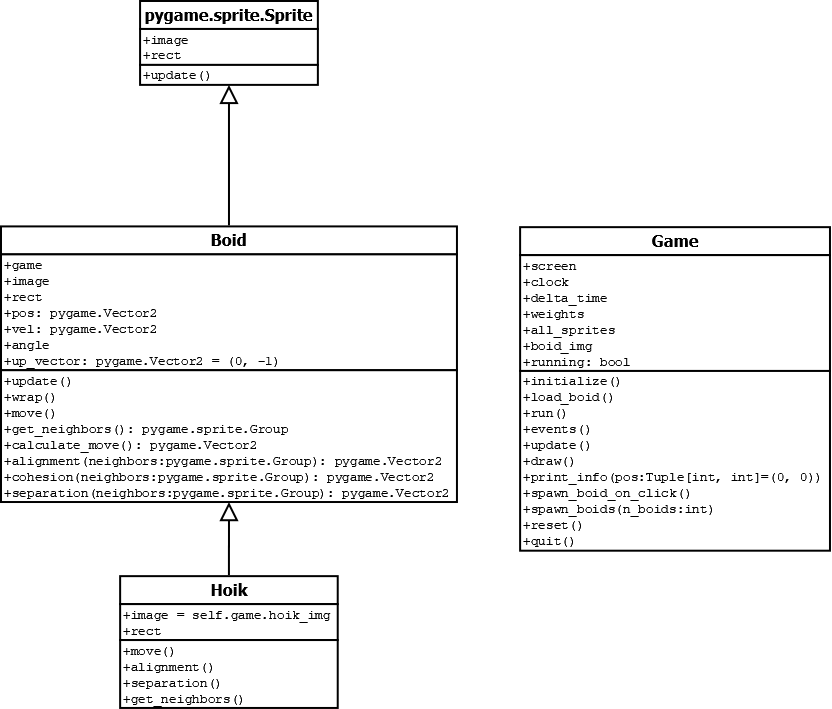 pygame.sprite.Sprite
+image
+rect
+update()
Boid
+game
+image
+rect
+pos: pygame.Vector2
+vel: pygame.Vector2
+angle
+up_vector: pygame.Vector2 = (0, -1)
+update()
+wrap()
+move()
+get_neighbors(): pygame.sprite.Group
+calculate_move(): pygame.Vector2
+alignment(neighbors:pygame.sprite.Group): pygame.Vector2
+cohesion(neighbors:pygame.sprite.Group): pygame.Vector2
+separation(neighbors:pygame.sprite.Group): pygame.Vector2
Game
+screen
+clock
+delta_time
+weights
+all_sprites
+boid_img
+running: bool
+initialize()
+load_boid()
+run()
+events()
+update()
+draw()
+print_info(pos:Tuple[int, int]=(0, 0))
+spawn_boid_on_click()
+spawn_boids(n_boids:int)
+reset()
+quit()
Hoik
+image = self.game.hoik_img
+rect
+move()
+alignment()
+separation()
+get_neighbors()